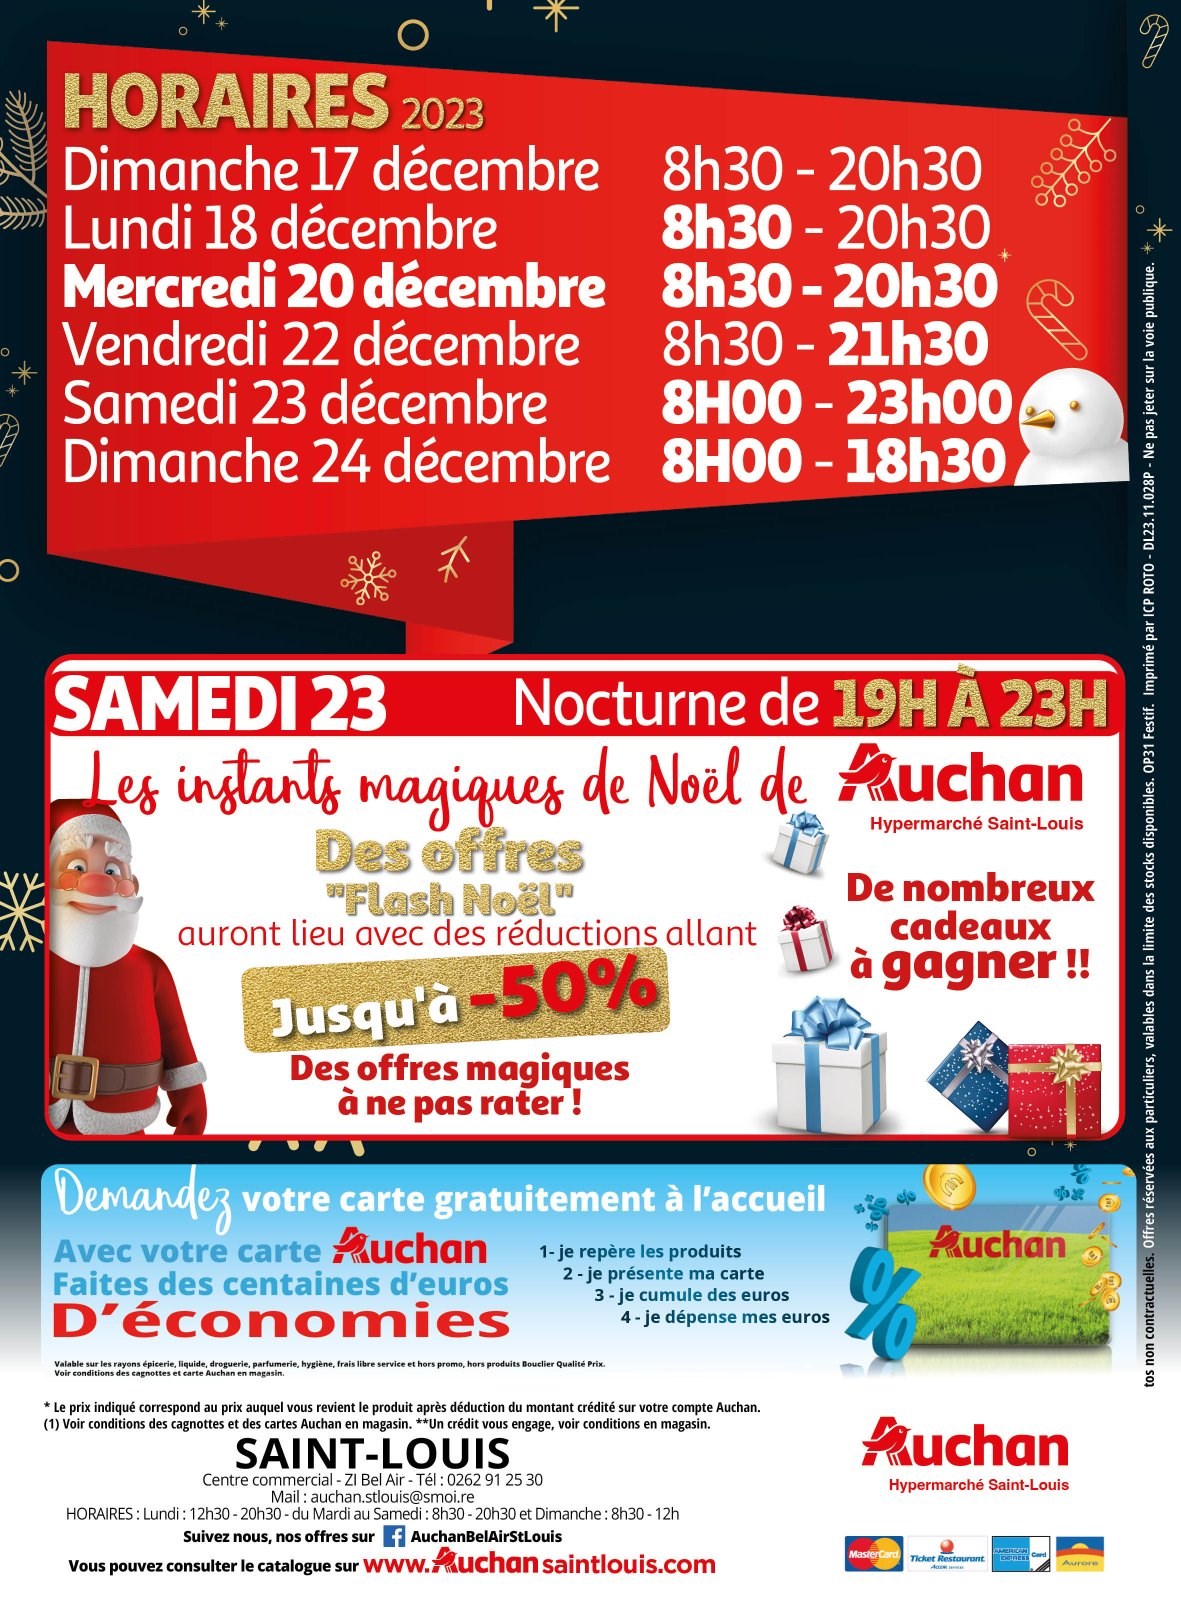 HORAIRES 2023
Dimanche 17 décembre 8h30 - 20h30
Lundi 18 décembre 8h30 - 20h30
Mercredi 20 décembre 8h30 - 20h30
Vendredi 22 décembre 8h30 - 21h30
Samedi 23 décembre 8H00 - 23h00
Dimanche 24 décembre 8H00 - 18h30
SAMEDI 23 Nocturne de 19H À 23H
Les instants magiques de Noël de Auchan
Hypermarché Saint-Louis
Des offres
"Flash Noël"
auront lieu avec des réductions allant
Jusqu'à -50%
Des offres magiques
à ne pas rater !
De nombreux
cadeaux
à gagner !!
Demandez votre carte gratuitement à l'accueil
Avec votre carte Auchan
Faites des centaines d'euros
D'économies
1- je repère les produits
2 - je présente ma carte
3 - je cumule des euros
4 - je dépense mes euros
%
Auchan
Valable sur les rayons épicerie, liquide, droguerie, parfumerie, hygiène, frais libre service et hors promo, hors produits Bouclier Qualité Prix.
Voir conditions des cagnottes et carte Auchan en magasin.
* Le prix indiqué correspond au prix auquel vous revient le produit après déduction du montant crédité sur votre compte Auchan.
(1) Voir conditions des cagnottes et des cartes Auchan en magasin. **Un crédit vous engage, voir conditions en magasin.
SAINT-LOUIS
Centre commercial - ZI Bel Air - Tél : 0262 91 25 30
Mail : auchan.stlouis@smoi.re
HORAIRES : Lundi : 12h30 - 20h30 - du Mardi au Samedi : 8h30 - 20h30 et Dimanche : 8h30 - 12h
Suivez nous, nos offres sur f AuchanBelAirStLouis
Vous pouvez consulter le catalogue sur www.Auchansaintlouis.com
Auchan
Hypermarché Saint-Louis
MasterCard
Ticket Restaurant
Accor services
AMERICAN EXPRESS Card
Aurore
tos non contractuelles. Offres réservées aux particuliers, valables dans la limite des stocks disponibles. OP31 Festif. Imprimé par ICP ROTO - DL23.11.028P - Ne pas jeter sur la voie publique.